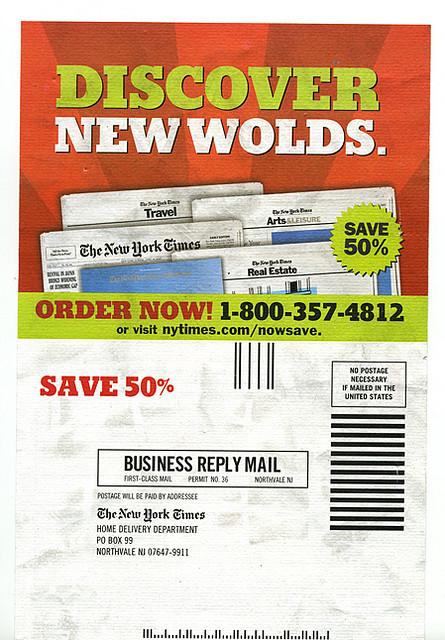 DISCOVER
NEW WOLDS.
The New York Times
Travel
The New York Times
Arts&LEISURE
The New York Times
The New York Times
Real Estate
SAVE
50%
ORDER NOW! 1-800-357-4812
or visit nytimes.com/nowsave.
SAVE 50%
NO POSTAGE
NECESSARY
IF MAILED IN THE
UNITED STATES
BUSINESS REPLY MAIL
FIRST-CLASS MAIL PERMIT NO. 36 NORTHVALE NJ
POSTAGE WILL BE PAID BY ADDRESSEE
The New York Times
HOME DELIVERY DEPARTMENT
PO BOX 99
NORTHVALE NJ 07647-9911